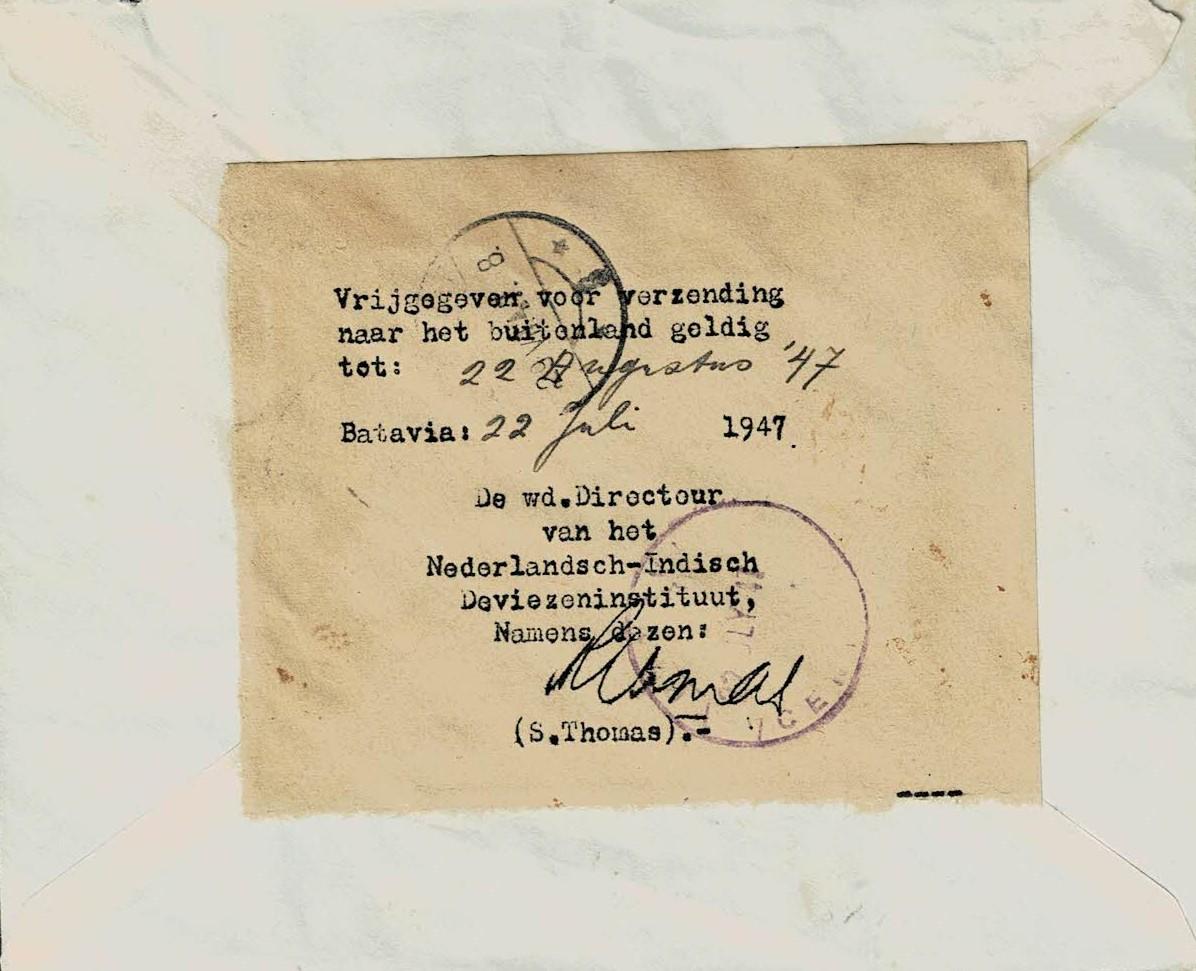 Vrijgegeven voor verzending
naar het buitenland geldig
tot: 22 Augustus '47
Batavia: 22 Juli 1947.
De wd.Directeur
van het
Nederlandsch-Indisch
Deviezeninstituut,
Namens dezen:
(S.Thomas).-
----